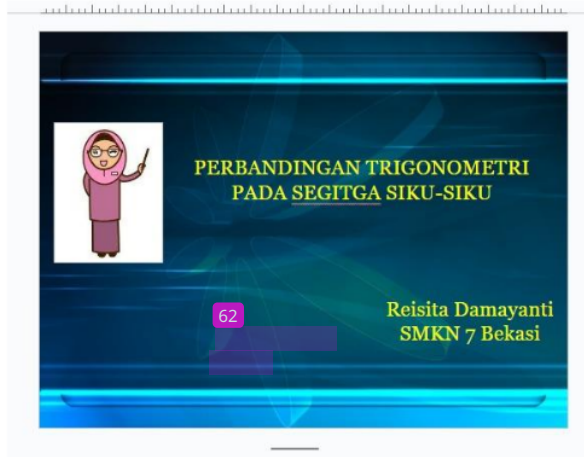 PERBANDINGAN TRIGONOMETRI
PADA SEGITGA SIKU-SIKU
62
Reisita Damayanti
SMKN 7 Bekasi